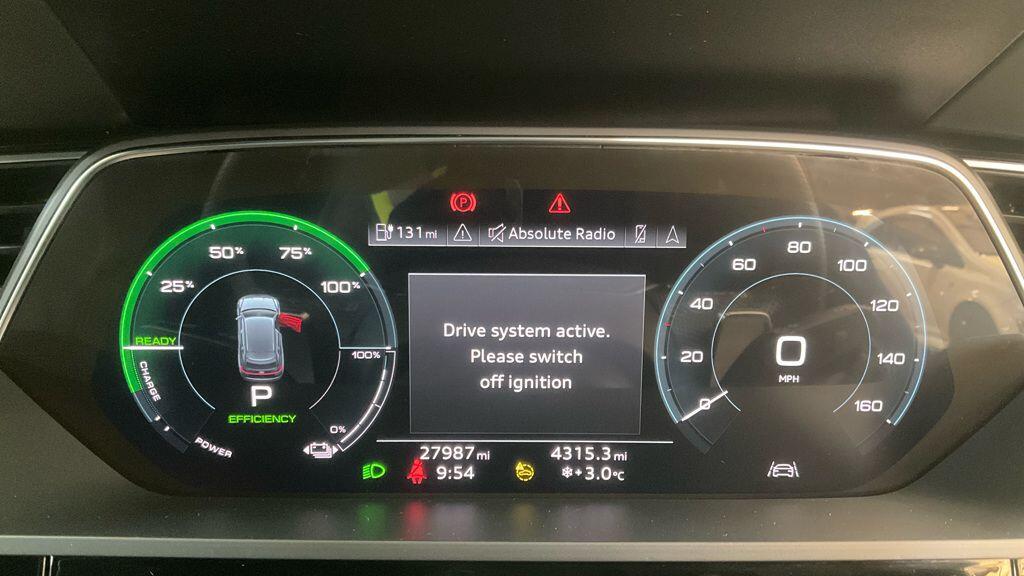 P
131 mi
Absolute Radio
25%
50%
75%
100%
READY
CHARGE
POWER
100%
0%
P
EFFICIENCY
Drive system active.
Please switch
off ignition
0
20
40
60
80
100
120
140
160
0
MPH
27987 mi
4315.3 mi
9:54
+3.0°C